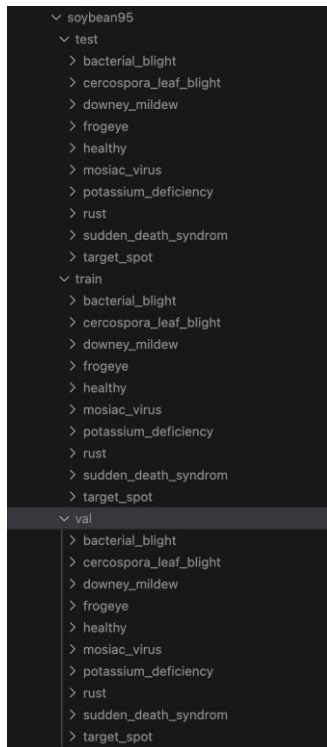 soybean95
test
bacterial_blight
cercospora_leaf_blight
downey_mildew
frogeye
healthy
mosiac_virus
potassium_deficiency
rust
sudden_death_syndrom
target_spot
train
bacterial_blight
cercospora_leaf_blight
downey_mildew
frogeye
healthy
mosiac_virus
potassium_deficiency
rust
sudden_death_syndrom
target_spot
val
bacterial_blight
cercospora_leaf_blight
downey_mildew
frogeye
healthy
mosiac_virus
potassium_deficiency
rust
sudden_death_syndrom
target_spot